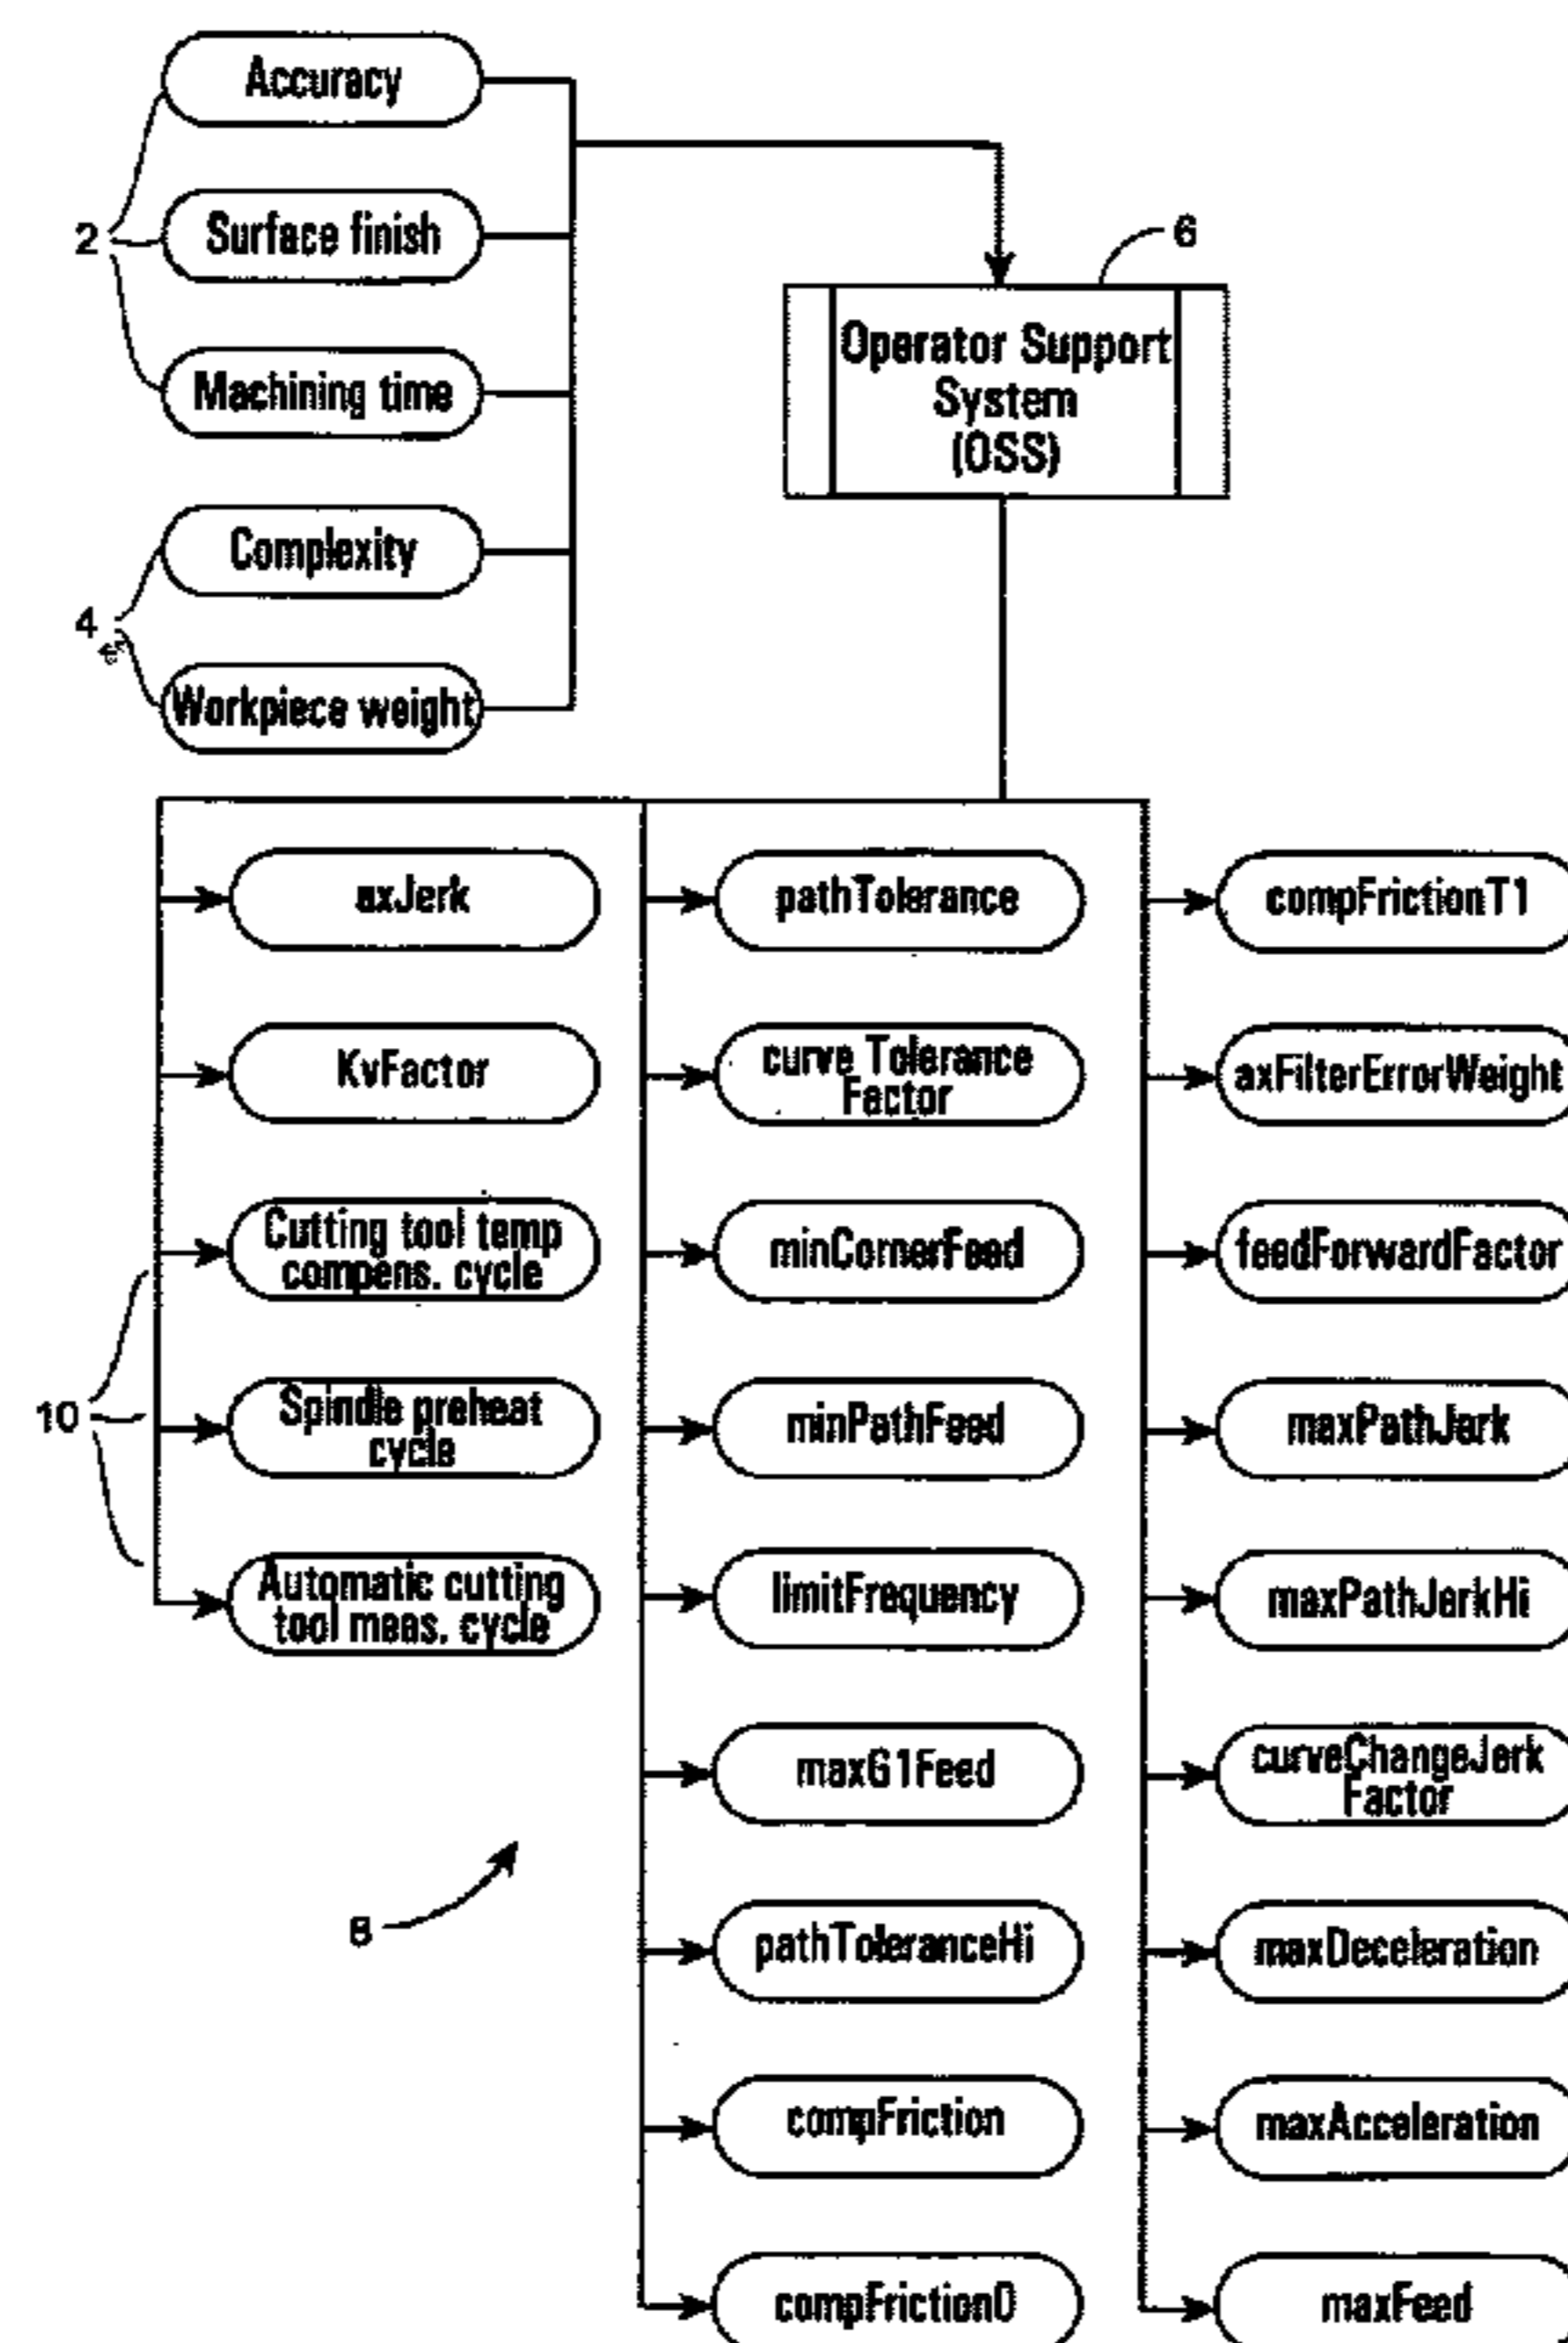 Accuracy
Surface finish
2
Machining time
Complexity
4
Workpiece weight
6
Operator Support
System
(OSS)
axJerk
KvFactor
Cutting tool temp
compens. cycle
10
Spindle preheat
cycle
Automatic cutting
tool meas. cycle
8
pathTolerance
curve Tolerance
Factor
minCornerFeed
minPathFeed
limitFrequency
maxG1Feed
pathToleranceHi
compFriction
compFriction0
compFrictionT1
axFilterErrorWeight
feedForwardFactor
maxPathJerk
maxPathJerkHi
curveChangeJerk
Factor
maxDeceleration
maxAcceleration
maxFeed